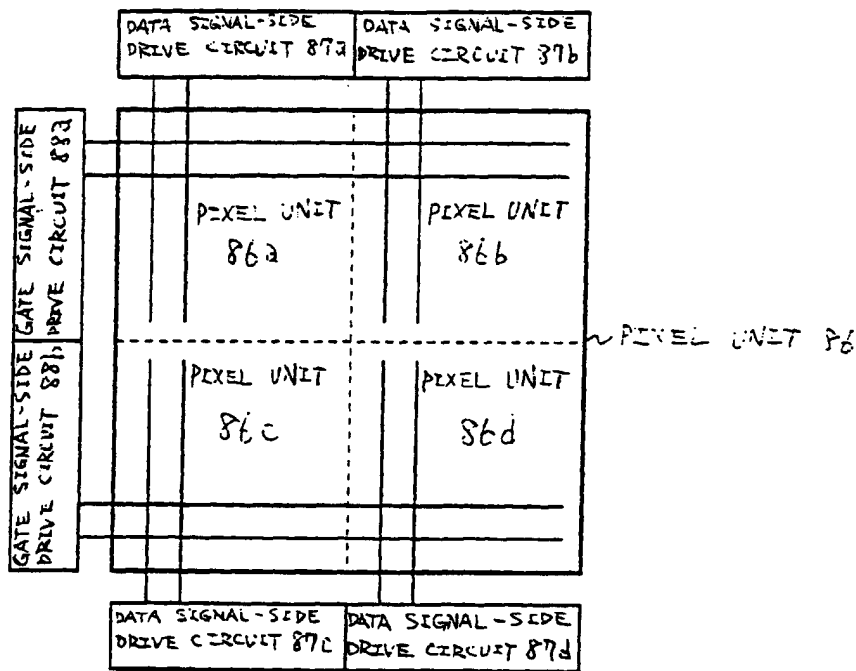 DATA SIGNAL-SIDE
DRIVE CIRCUIT 87a
DATA SIGNAL-SIDE
DRIVE CIRCUIT 87b
GATE SIGNAL-SIDE
DRIVE CIRCUIT 88a
PIXEL UNIT
86a
PIXEL UNIT
86b
PIXEL UNIT 86
GATE SIGNAL-SIDE
DRIVE CIRCUIT 88b
PIXEL UNIT
86c
PIXEL UNIT
86d
DATA SIGNAL-SIDE
DRIVE CIRCUIT 87c
DATA SIGNAL-SIDE
DRIVE CIRCUIT 87d